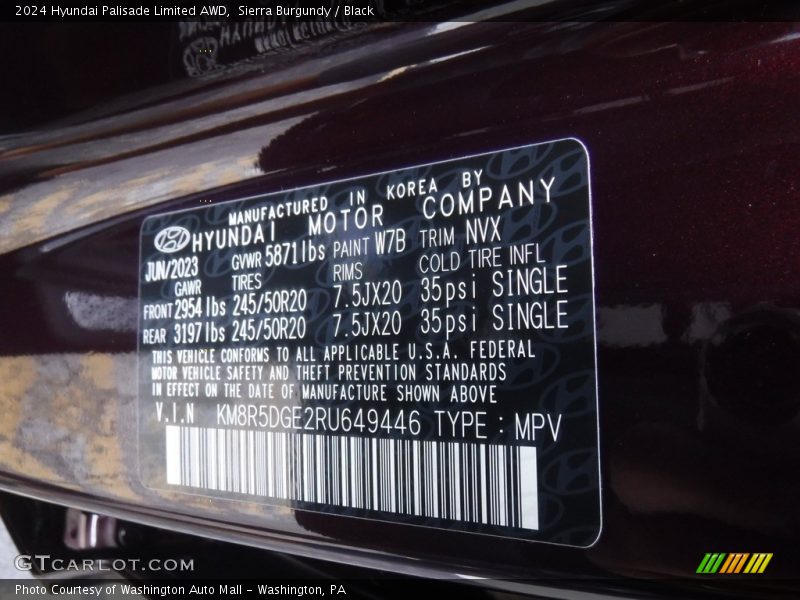 2024 Hyundai Palisade Limited AWD,  Sierra Burgundy / Black
MANUFACTURED IN KOREA BY
HYUNDAI MOTOR COMPANY
JUN/2023 GVWR 5871lbs PAINT W7B TRIM NVX
GAWR TIRES RIMS COLD TIRE INFL
FRONT 2954 lbs 245/50R20 7.5JX20 35psi SINGLE
REAR 3197 lbs 245/50R20 7.5JX20 35psi SINGLE
THIS VEHICLE CONFORMS TO ALL APPLICABLE U.S.A. FEDERAL
MOTOR VEHICLE SAFETY AND THEFT PREVENTION STANDARDS
IN EFFECT ON THE DATE OF MANUFACTURE SHOWN ABOVE
V.I.N KM8R5DGE2RU649446 TYPE : MPV
GTCARLOT.COM
Photo Courtesy of Washington Auto Mall - Washington, PA